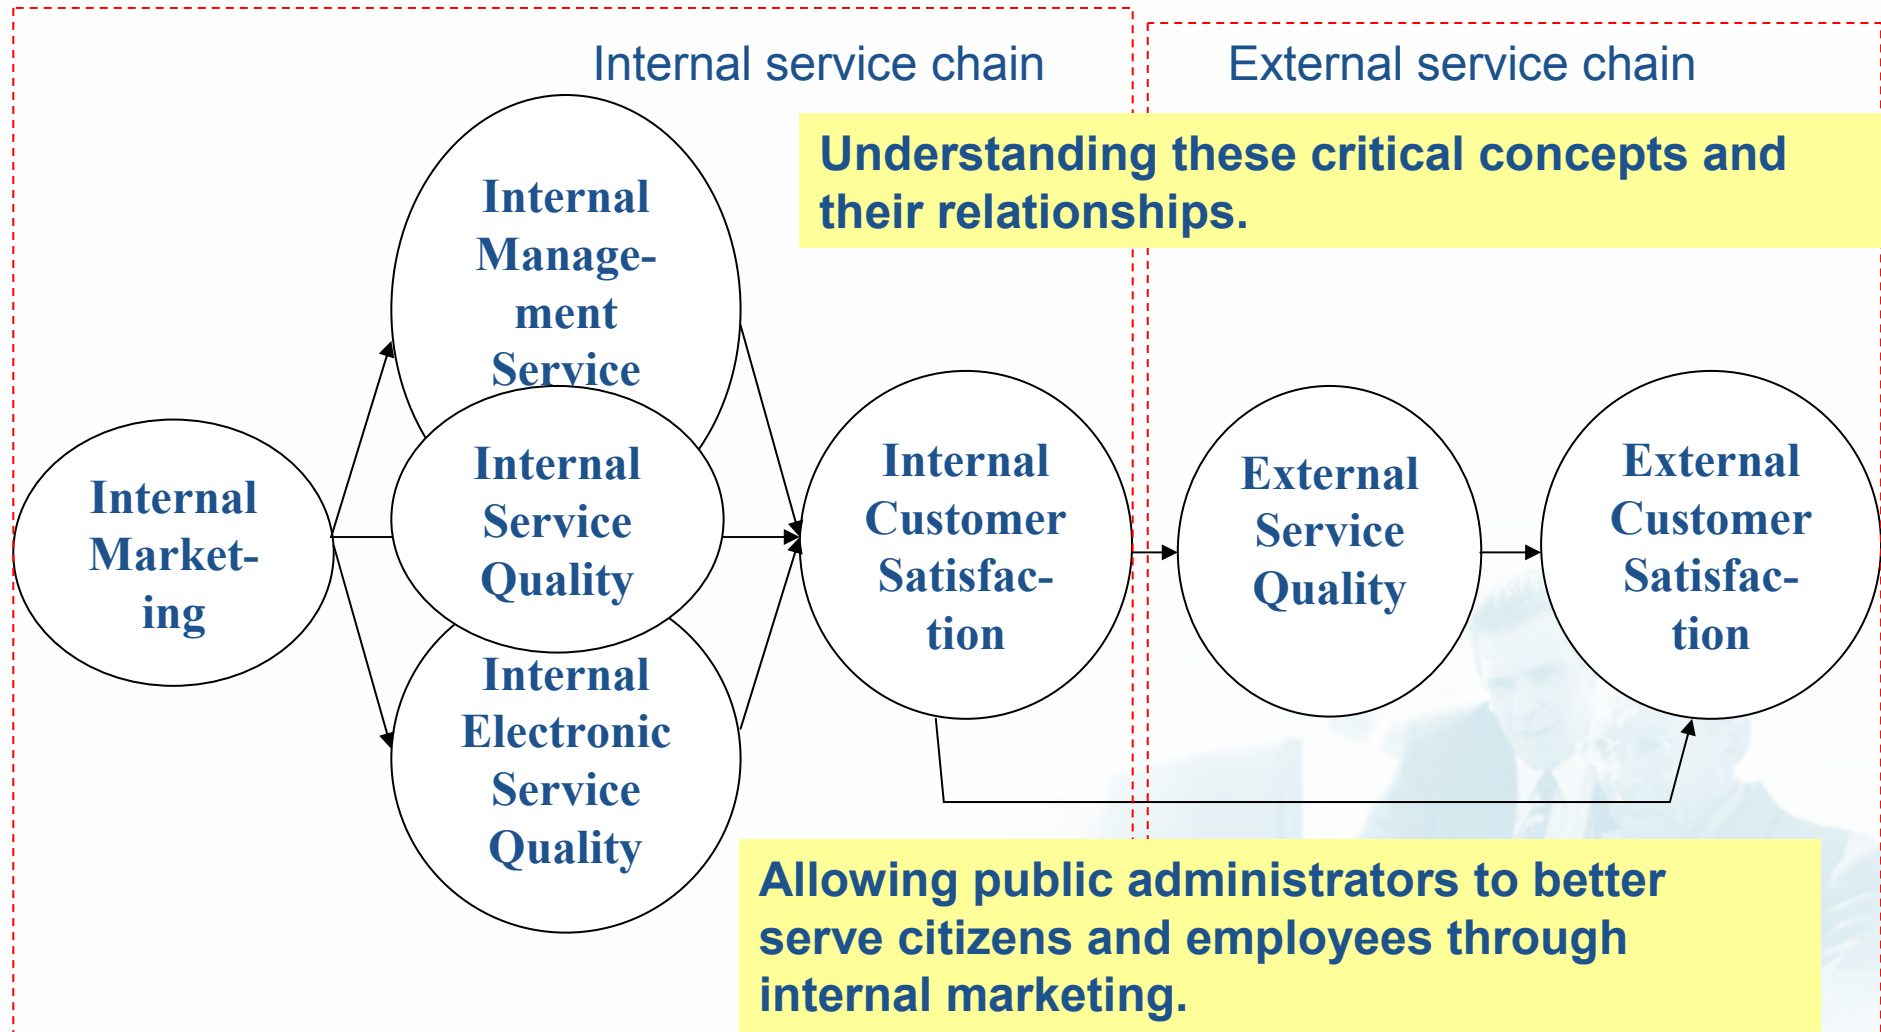 Internal service chain
External service chain
Understanding these critical concepts and
their relationships.
Internal
Manage-
ment
Service
Internal
Market-
ing
Internal
Service
Quality
Internal
Electronic
Service
Quality
Internal
Customer
Satisfac-
tion
External
Service
Quality
External
Customer
Satisfac-
tion
Allowing public administrators to better
serve citizens and employees through
internal marketing.